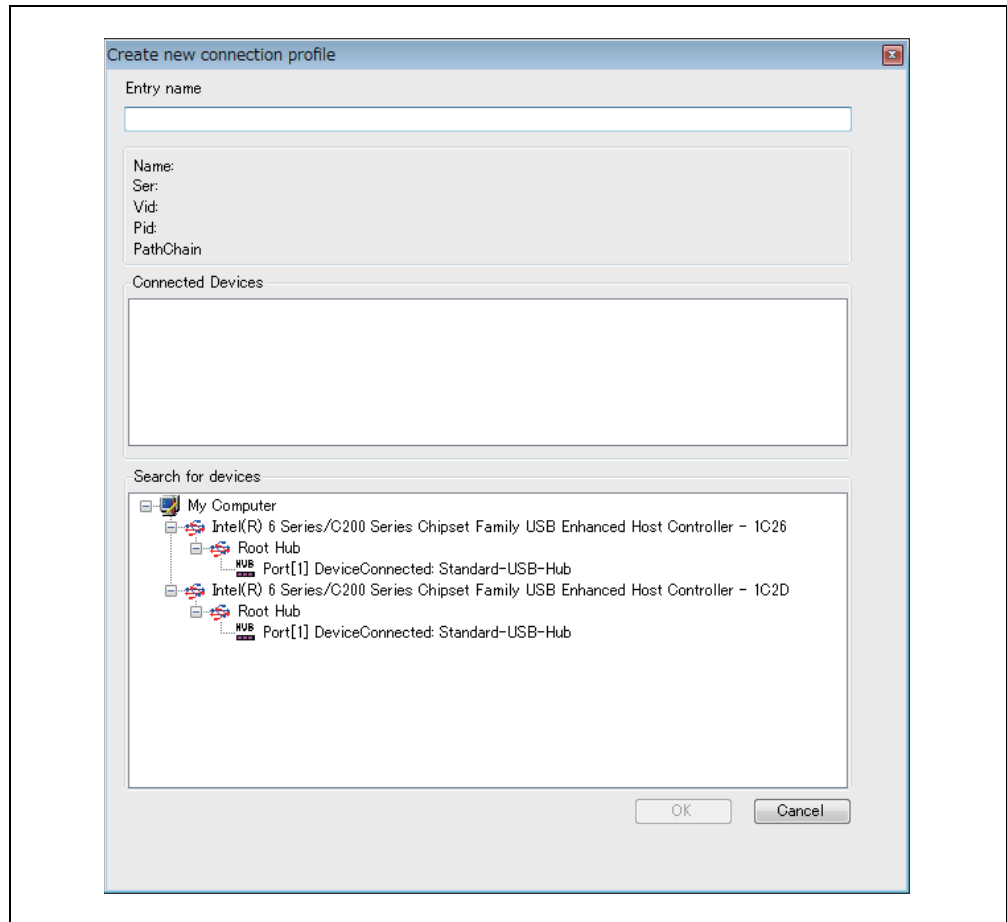 Create new connection profile
Entry name
Name:
Ser:
Vid:
Pid:
PathChain
Connected Devices
Search for devices
My Computer
Intel(R) 6 Series/C200 Series Chipset Family USB Enhanced Host Controller - 1C26
Root Hub
HUB Port[1] DeviceConnected: Standard-USB-Hub
Intel(R) 6 Series/C200 Series Chipset Family USB Enhanced Host Controller - 1C2D
Root Hub
HUB Port[1] DeviceConnected: Standard-USB-Hub
OK Cancel